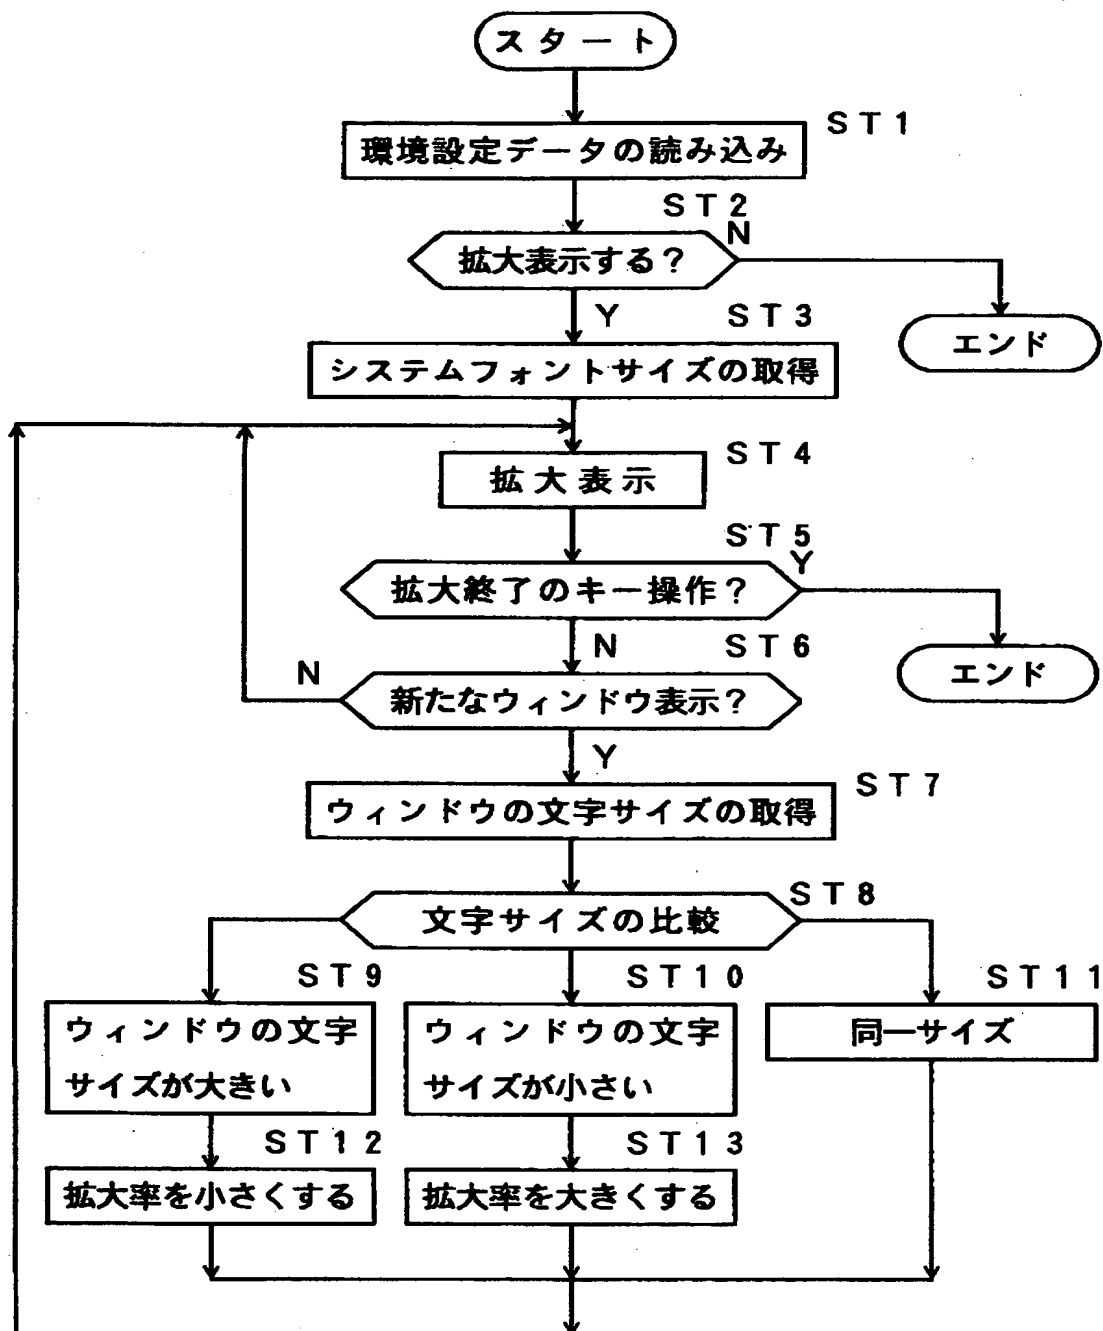 スタート
ST1
環境設定データの読み込み
ST2
N
拡大表示する?
Y
ST3
エンド
システムフォントサイズの取得
ST4
拡大表示
ST5
Y
拡大終了のキー操作?
N
ST6
エンド
N
新たなウィンドウ表示?
Y
ST7
ウィンドウの文字サイズの取得
ST8
文字サイズの比較
ST9
ST10
ST11
ウィンドウの文字
サイズが大きい
ウィンドウの文字
サイズが小さい
同一サイズ
ST12
ST13
拡大率を小さくする
拡大率を大きくする